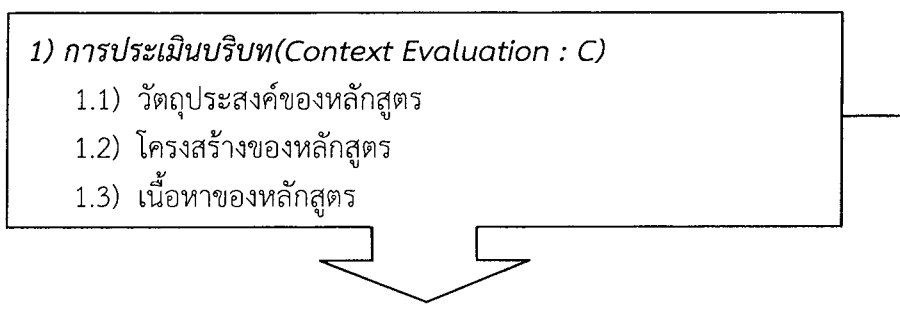 1) การประเมินบริบท(Context Evaluation : C)
1.1) วัตถุประสงค์ของหลักสูตร
1.2) โครงสร้างของหลักสูตร
1.3) เนื้อหาของหลักสูตร